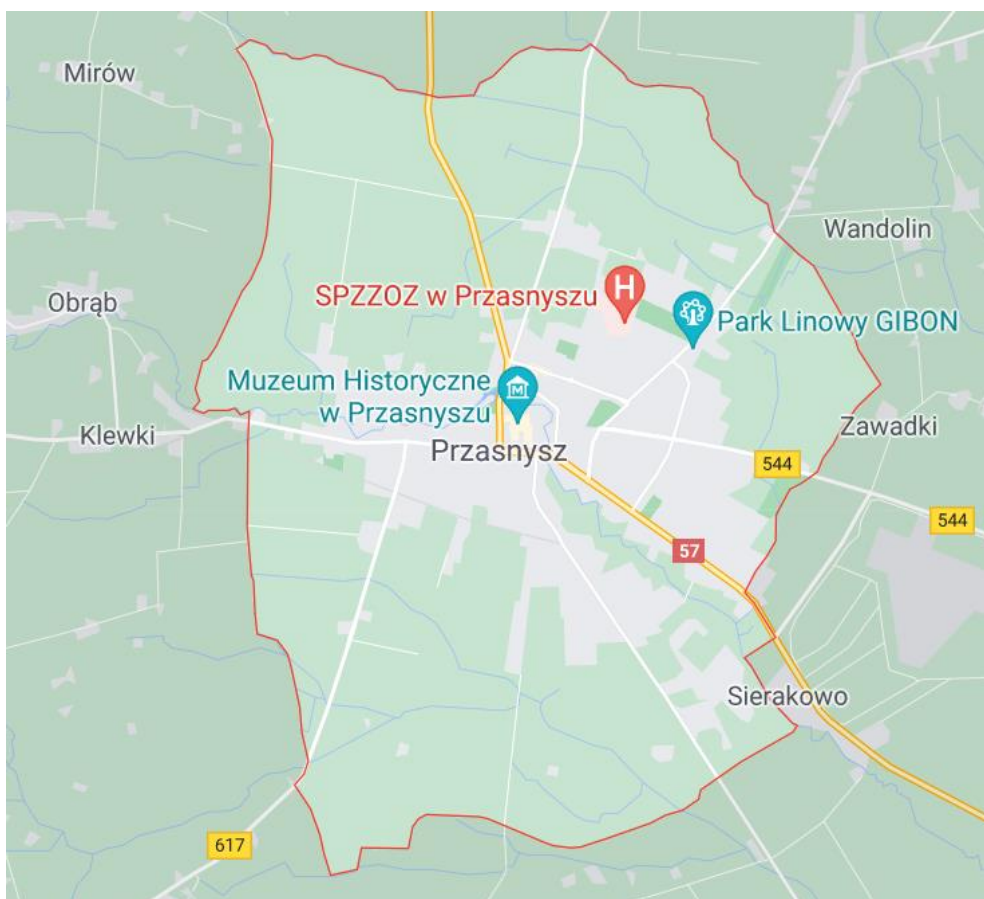 Mirów
Wandolin
SPZZOZ w Przasnyszu
H
Obrąb
Park Linowy GIBON
Muzeum Historyczne
w Przasnyszu
M
Klewki
Zawadki
Przasnysz
544
544
57
Sierakowo
617